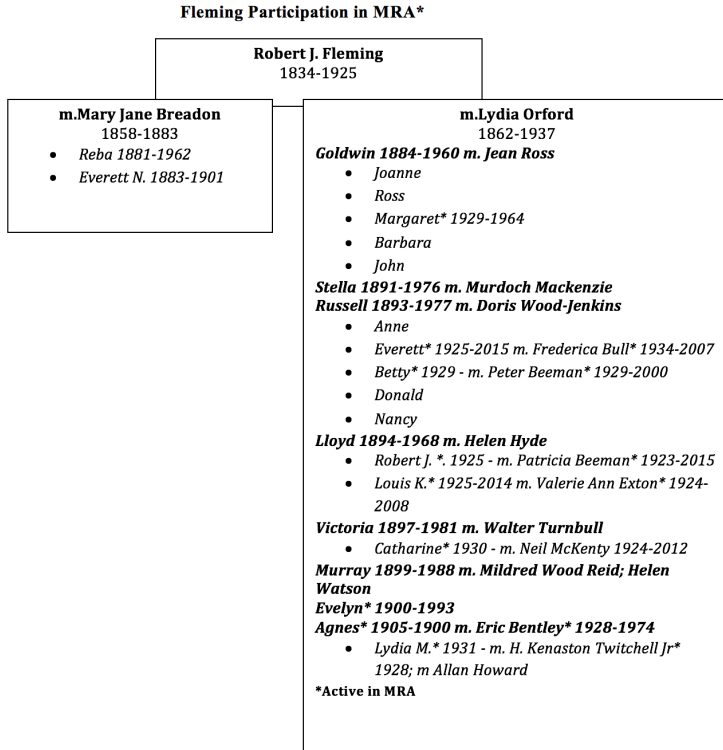 Fleming Participation in MRA*
Robert J. Fleming
1834-1925
m.Mary Jane Breadon
1858-1883
• Reba 1881-1962
• Everett N. 1883-1901
m.Lydia Orford
1862-1937
Goldwin 1884-1960 m. Jean Ross
• Joanne
• Ross
• Margaret* 1929-1964
• Barbara
• John
Stella 1891-1976 m. Murdoch Mackenzie
Russell 1893-1977 m. Doris Wood-Jenkins
• Anne
• Everett* 1925-2015 m. Frederica Bull* 1934-2007
• Betty* 1929 - m. Peter Beeman* 1929-2000
• Donald
• Nancy
Lloyd 1894-1968 m. Helen Hyde
• Robert J. *. 1925 - m. Patricia Beeman* 1923-2015
• Louis K.* 1925-2014 m. Valerie Ann Exton* 1924-
2008
Victoria 1897-1981 m. Walter Turnbull
• Catharine* 1930 - m. Neil McKenty 1924-2012
Murray 1899-1988 m. Mildred Wood Reid; Helen
Watson
Evelyn* 1900-1993
Agnes* 1905-1900 m. Eric Bentley* 1928-1974
• Lydia M.* 1931 - m. H. Kenaston Twitchell Jr*
1928; m Allan Howard
*Active in MRA